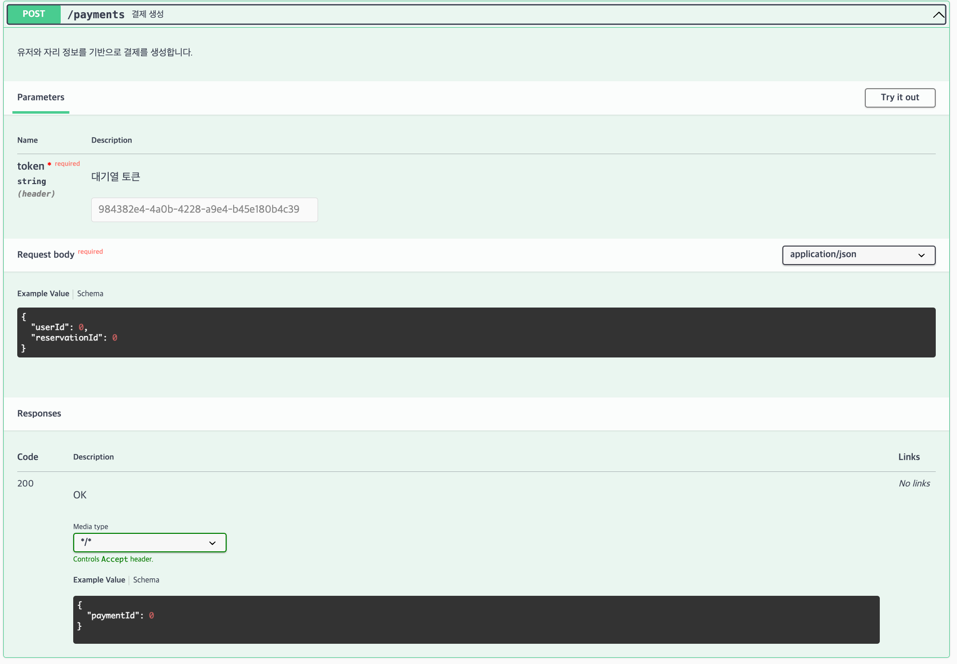 POST /payments 결제 생성
유저와 자리 정보를 기반으로 결제를 생성합니다.
Parameters Try it out
Name Description
token * required
string
(header)
대기열 토큰
984382e4-4a0b-4228-a9e4-b45e180b4c39
Request body required application/json
Example Value Schema
{
"userId": 0,
"reservationId": 0
}
Responses
Code Description Links
200 OK No links
Media type
*/*
Controls Accept header.
Example Value Schema
{
"paymentId": 0
}